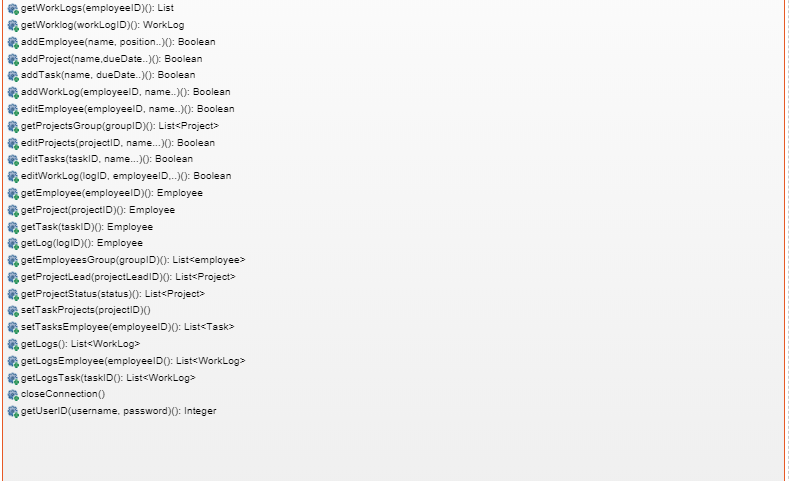 getWorkLogs(employeeID)(): List
getWorklog(workLogID)(): WorkLog
addEmployee(name, position..)(): Boolean
addProject(name,dueDate..)(): Boolean
addTask(name, dueDate..)(): Boolean
addWorkLog(employeeID, name..)(): Boolean
editEmployee(employeeID, name..)(): Boolean
getProjectsGroup(groupID)(): List<Project>
editProjects(projectID, name...)(): Boolean
editTasks(taskID, name...)(): Boolean
editWorkLog(logID, employeeID,..)(): Boolean
getEmployee(employeeID)(): Employee
getProject(projectID)(): Employee
getTask(taskID)(): Employee
getLog(logID)(): Employee
getEmployeesGroup(groupID)(): List<employee>
getProjectLead(projectLeadID)(): List<Project>
getProjectStatus(status)(): List<Project>
setTaskProjects(projectID)()
setTasksEmployee(employeeID)(): List<Task>
getLogs(): List<WorkLog>
getLogsEmployee(employeeID(): List<WorkLog>
getLogsTask(taskID(): List<WorkLog>
closeConnection()
getUserID(username, password)(): Integer